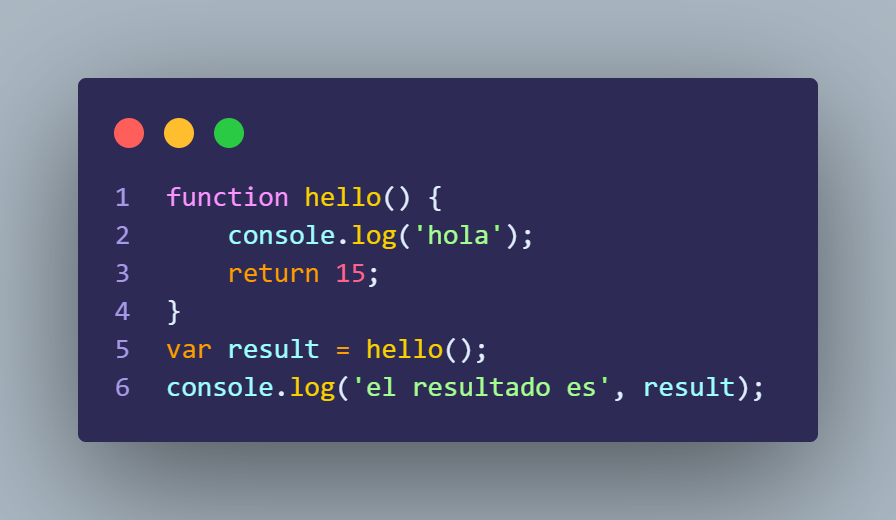 1 function hello() {
2     console.log('hola');
3     return 15;
4 }
5 var result = hello();
6 console.log('el resultado es', result);